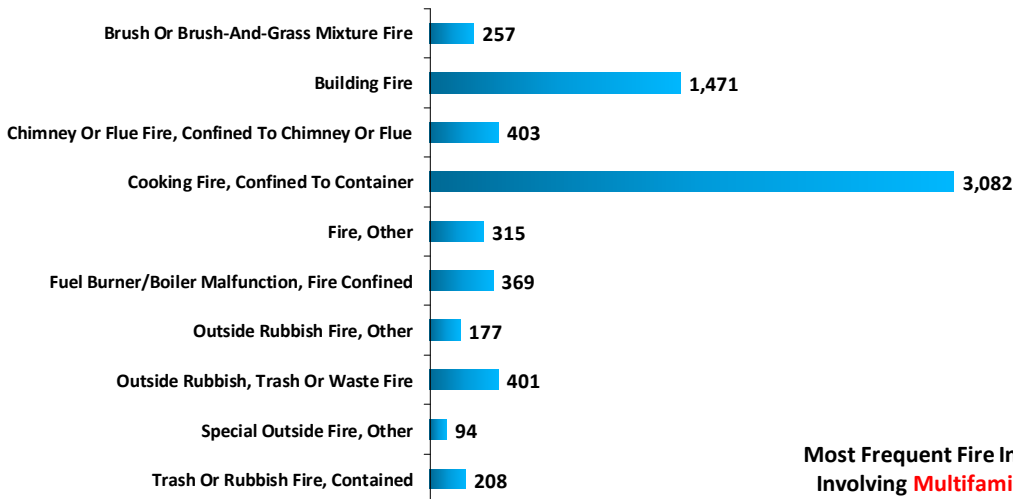 Brush Or Brush-And-Grass Mixture Fire 257
Building Fire 1,471
Chimney Or Flue Fire, Confined To Chimney Or Flue 403
Cooking Fire, Confined To Container 3,082
Fire, Other 315
Fuel Burner/Boiler Malfunction, Fire Confined 369
Outside Rubbish Fire, Other 177
Outside Rubbish, Trash Or Waste Fire 401
Special Outside Fire, Other 94
Trash Or Rubbish Fire, Contained 208
Most Frequent Fire
Involving